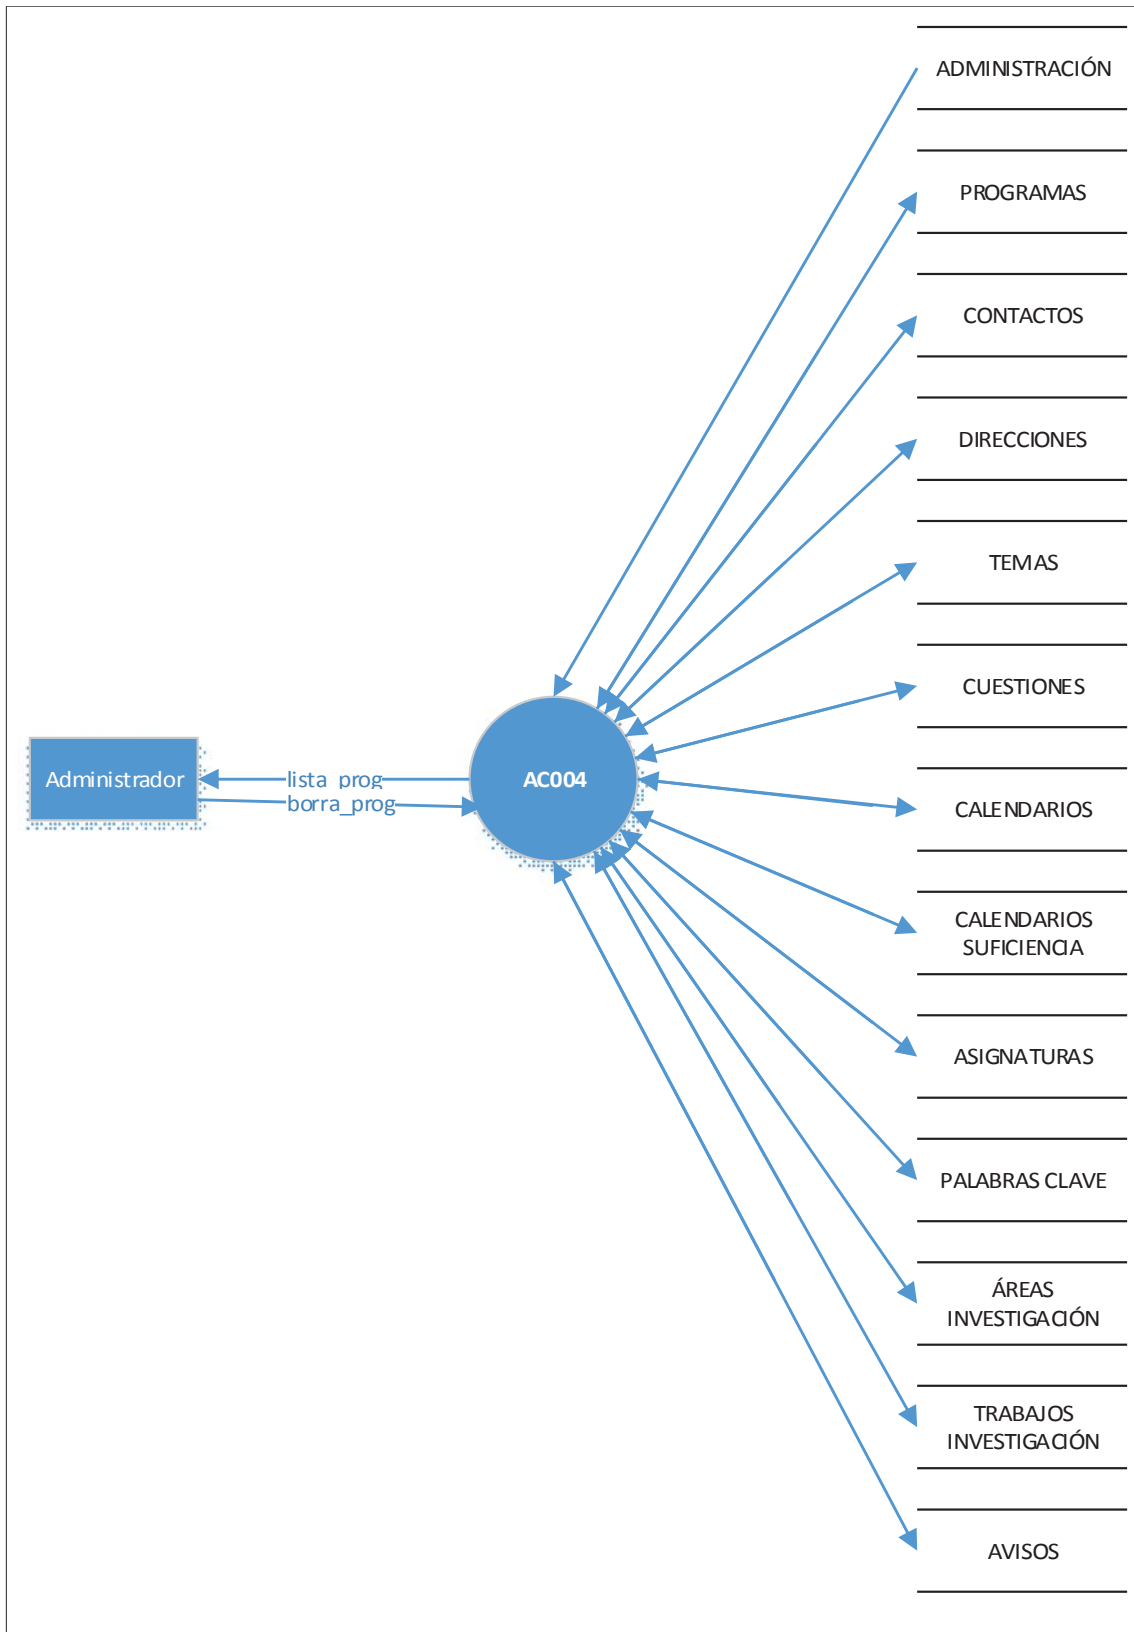 ADMINISTRACIÓN
PROGRAMAS
CONTACTOS
DIRECCIONES
TEMAS
CUESTIONES
Administrador
lista_prog
borra_prog
AC004
CALENDARIOS
CALENDARIOS
SUFICIENCIA
ASIGNATURAS
PALABRAS CLAVE
ÁREAS
INVESTIGACIÓN
TRABAJOS
INVESTIGACIÓN
AVISOS